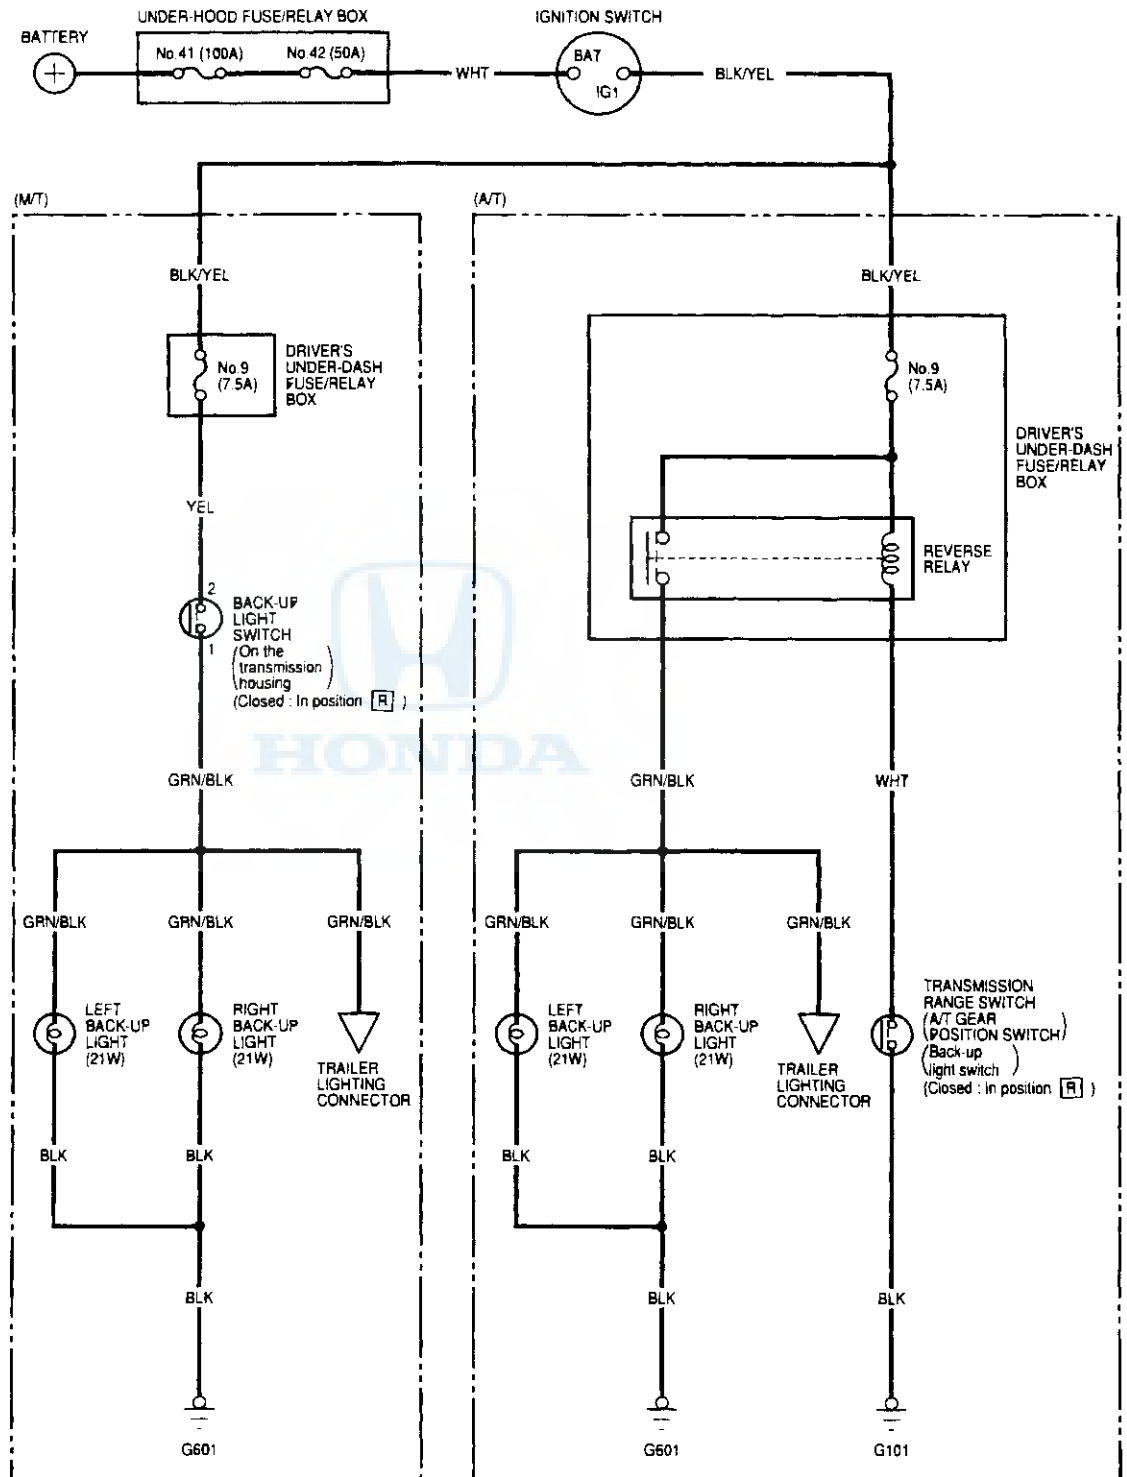 UNDER-HOOD FUSE/RELAY BOX
IGNITION SWITCH
BATTERY
No.41 (100A)
No.42 (50A)
BAT
WHT
BLK/YEL
IG1
(M/T)
(A/T)
BLK/YEL
BLK/YEL
No.9
(7.5A)
DRIVER'S
UNDER-DASH
FUSE/RELAY
BOX
No.9
(7.5A)
DRIVER'S
UNDER-DASH
FUSE/RELAY
BOX
YEL
REVERSE
RELAY
2
BACK-UP
LIGHT
SWITCH
1
(On the
transmission
housing)
(Closed : In position R )
HONDA
GRN/BLK
GRN/BLK
WHT
GRN/BLK
GRN/BLK
GRN/BLK
GRN/BLK
GRN/BLK
GRN/BLK
LEFT
BACK-UP
LIGHT
(21W)
RIGHT
BACK-UP
LIGHT
(21W)
TRAILER
LIGHTING
CONNECTOR
LEFT
BACK-UP
LIGHT
(21W)
RIGHT
BACK-UP
LIGHT
(21W)
TRAILER
LIGHTING
CONNECTOR
TRANSMISSION
RANGE SWITCH
(A/T GEAR
POSITION SWITCH)
(Back-up
light switch)
(Closed : In position R )
BLK
BLK
BLK
BLK
BLK
BLK
BLK
G601
G601
G101